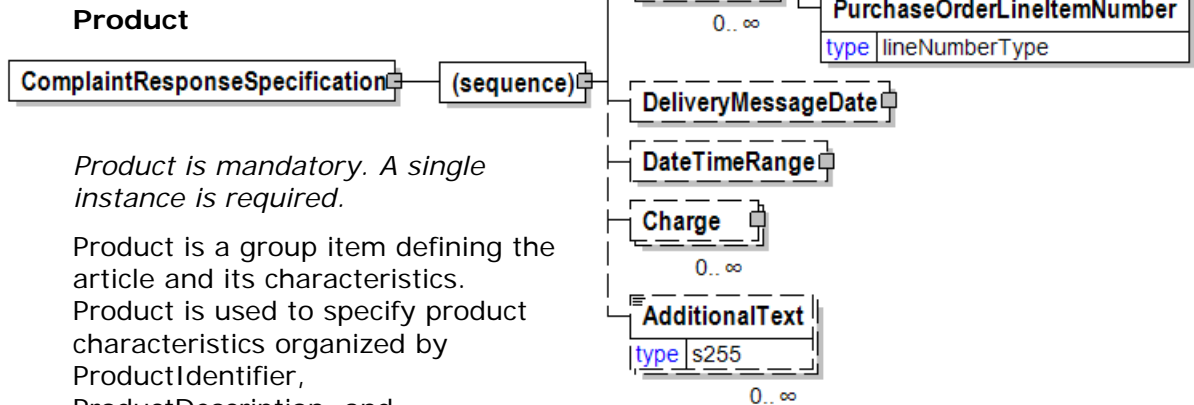 Product
0.. ∞
PurchaseOrderLineItemNumber
type lineNumberType
ComplaintResponseSpecification
(sequence)
DeliveryMessageDate
DateTimeRange
Charge
0.. ∞
AdditionalText
type s255
0.. ∞
Product is mandatory. A single
instance is required.
Product is a group item defining the
article and its characteristics.
Product is used to specify product
characteristics organized by
ProductIdentifier,
ProductDescription, and